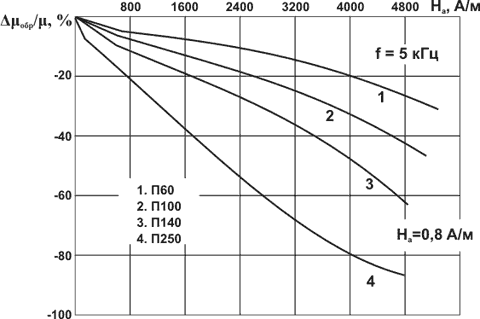 Δμобр/μ, %
800 1600 2400 3200 4000 4800
Hа, А/м
f = 5 кГц
-20
-40
-60
-80
-100
1
2
3
4
1. П60
2. П100
3. П140
4. П250
Hа=0,8 А/м